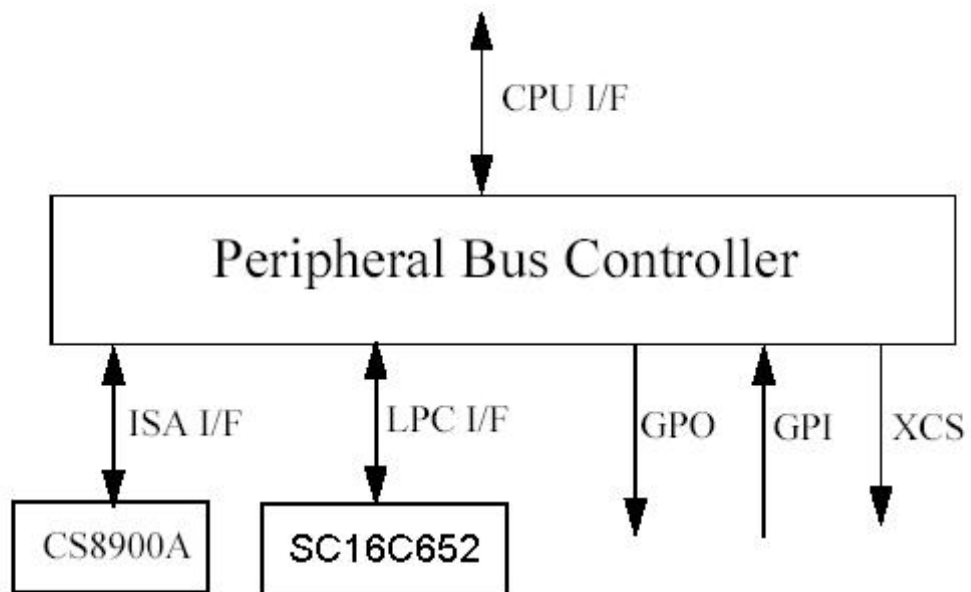 CPU I/F
Peripheral Bus Controller
ISA I/F
LPC I/F
GPO
GPI
XCS
CS8900A
SC16C652